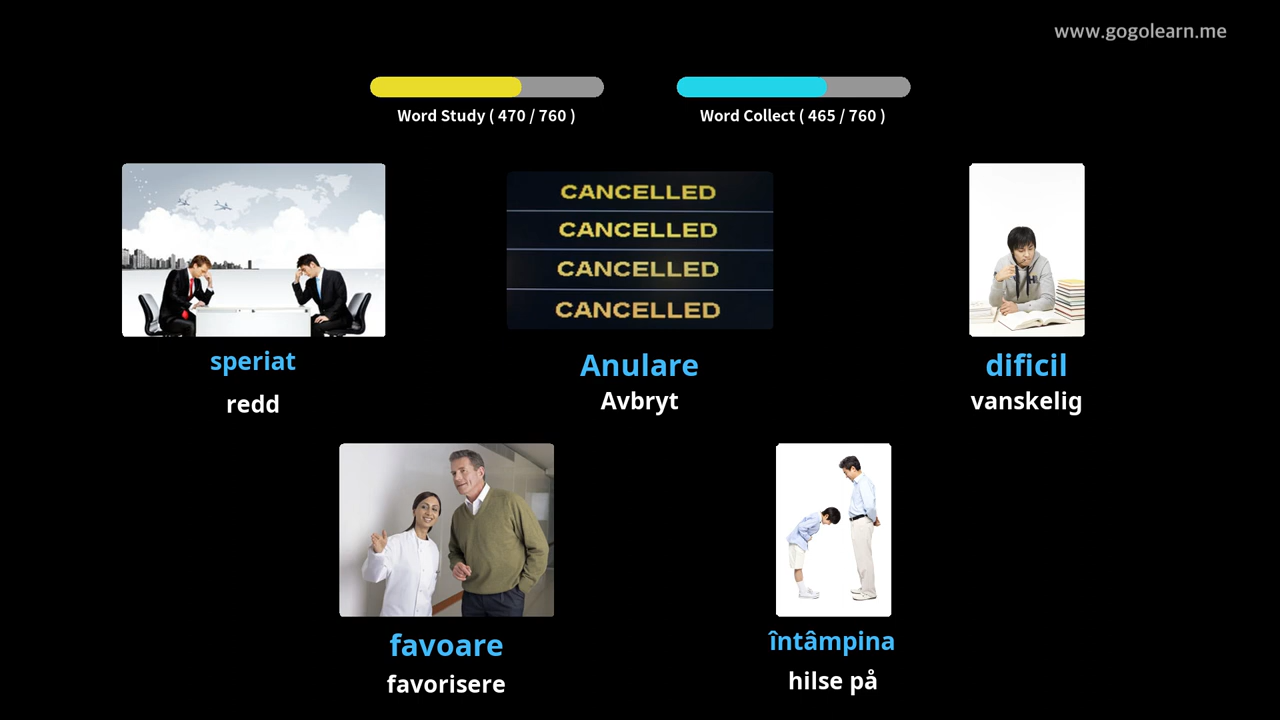 www.gogolearn.me
Word Study ( 470 / 760 )
Word Collect ( 465 / 760 )
CANCELLED
CANCELLED
CANCELLED
CANCELLED
speriat
redd
Anulare
Avbryt
dificil
vanskelig
favoare
favorisere
întâmpina
hilse på